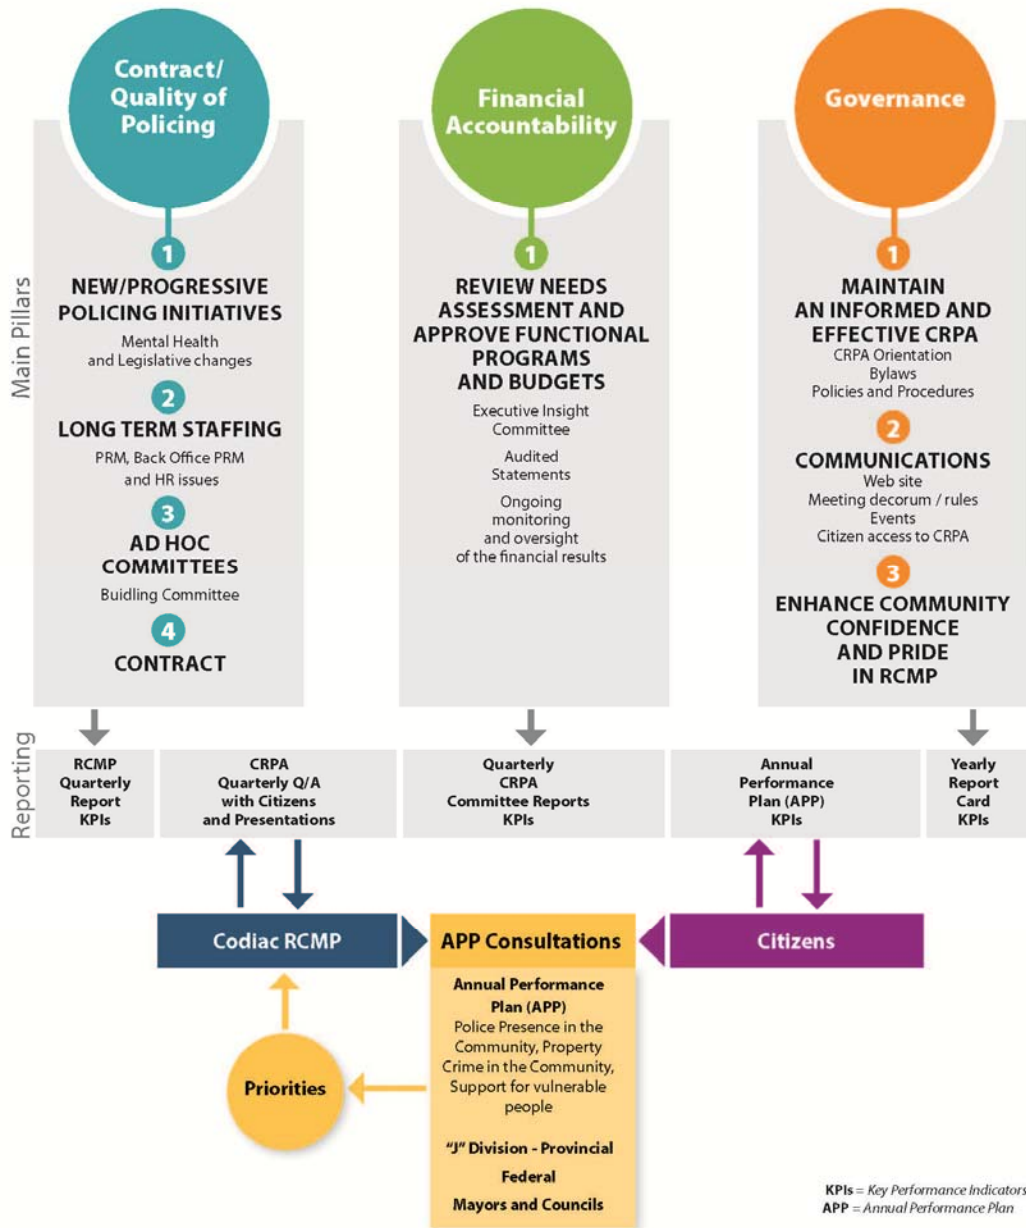 Contract/
Quality of
Policing
Financial
Accountability
Governance
Main Pillars
1
NEW/PROGRESSIVE
POLICING INITIATIVES
Mental Health
and Legislative changes
2
LONG TERM STAFFING
PRM, Back Office PRM
and HR issues
3
AD HOC
COMMITTEES
Buidling Committee
4
CONTRACT
1
REVIEW NEEDS
ASSESSMENT AND
APPROVE FUNCTIONAL
PROGRAMS
AND BUDGETS
Executive Insight
Committee
Audited
Statements
Ongoing
monitoring
and oversight
of the financial results
1
MAINTAIN
AN INFORMED AND
EFFECTIVE CRPA
CRPA Orientation
Bylaws
Policies and Procedures
2
COMMUNICATIONS
Web site
Meeting decorum / rules
Events
Citizen access to CRPA
3
ENHANCE COMMUNITY
CONFIDENCE
AND PRIDE
IN RCMP
Reporting
RCMP
Quarterly
Report
KPIs
CRPA
Quarterly Q/A
with Citizens
and Presentations
Quarterly
CRPA
Committee Reports
KPIs
Annual
Performance
Plan (APP)
KPIs
Yearly
Report
Card
KPIs
Codiac RCMP
APP Consultations
Citizens
Annual Performance
Plan (APP)
Police Presence in the
Community, Property
Crime in the Community,
Support for vulnerable
people
"J" Division - Provincial
Federal
Mayors and Councils
Priorities
KPIs = Key Performance Indicators
APP = Annual Performance Plan